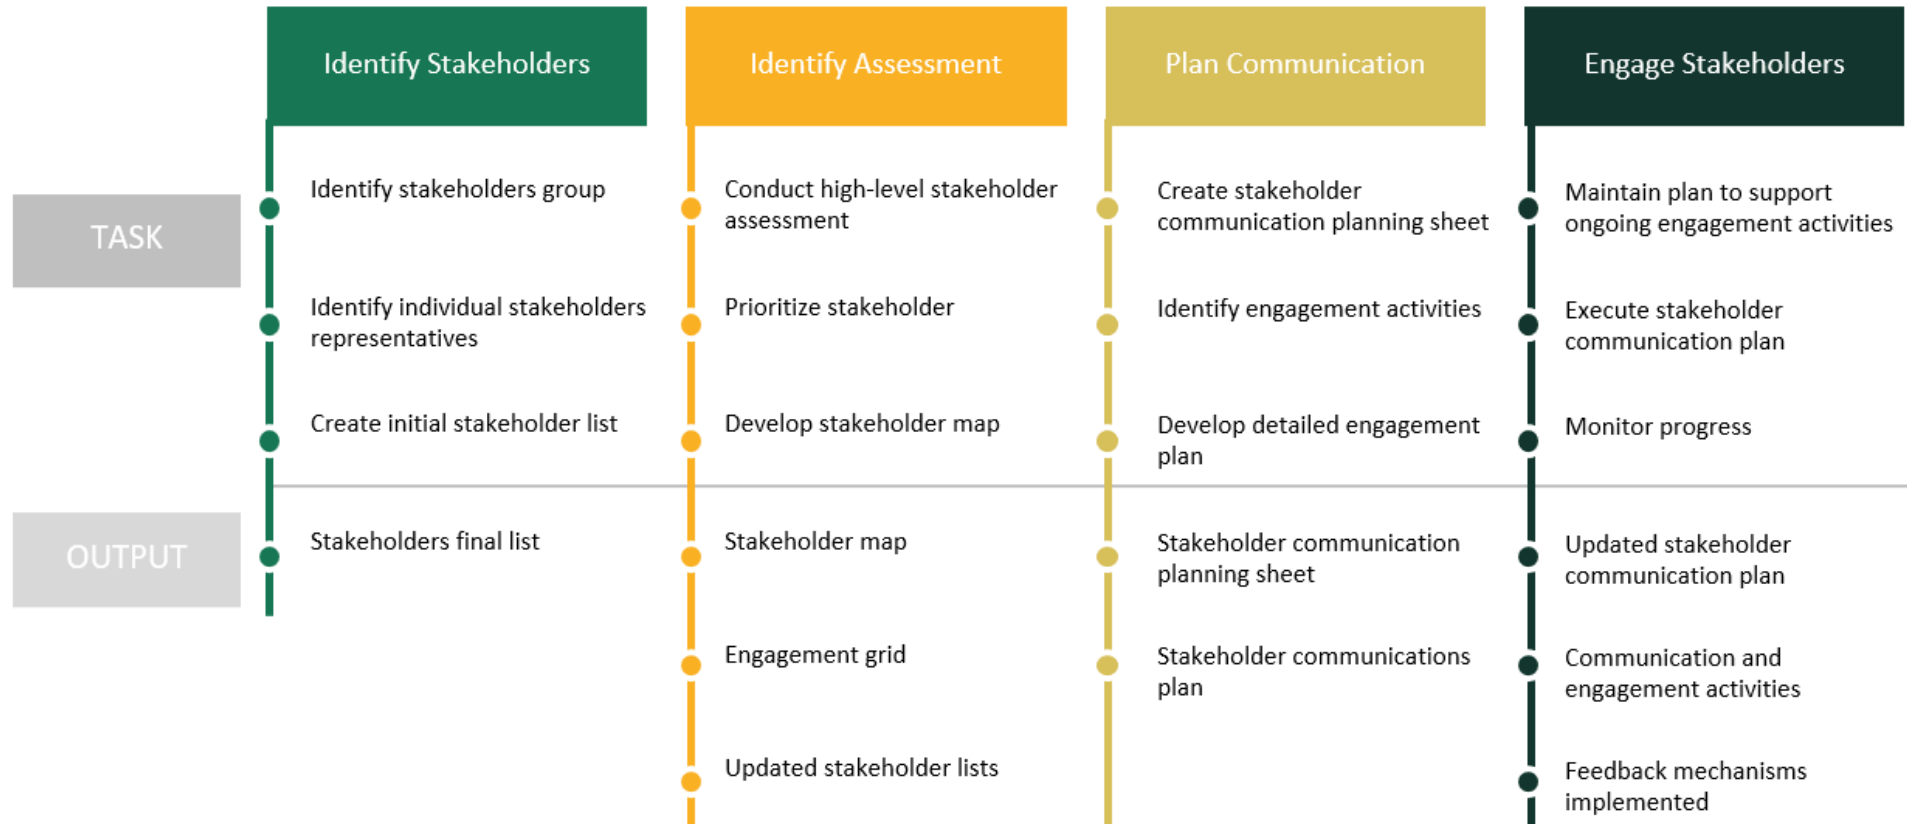 Identify Stakeholders
Identify Assessment
Plan Communication
Engage Stakeholders
TASK
Identify stakeholders group
Identify individual stakeholders
representatives
Create initial stakeholder list
Conduct high-level stakeholder
assessment
Prioritize stakeholder
Develop stakeholder map
Create stakeholder
communication planning sheet
Identify engagement activities
Develop detailed engagement
plan
Maintain plan to support
ongoing engagement activities
Execute stakeholder
communication plan
Monitor progress
OUTPUT
Stakeholders final list
Stakeholder map
Engagement grid
Updated stakeholder lists
Stakeholder communication
planning sheet
Stakeholder communications
plan
Updated stakeholder
communication plan
Communication and
engagement activities
Feedback mechanisms
implemented